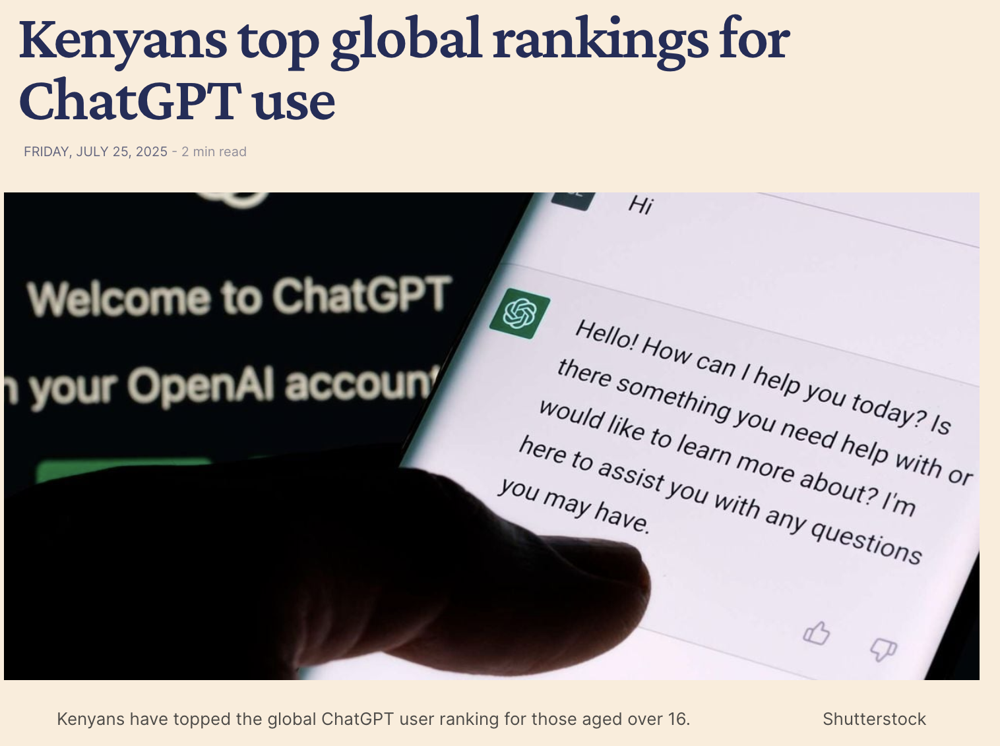 Kenyans top global rankings for
ChatGPT use
FRIDAY, JULY 25, 2025 - 2 min read
Welcome to ChatGPT
your OpenAI account
Hi
Hello! How can I help you today? Is
there something you need help with or
would like to learn more about? I'm
here to assist you with any questions
you may have.
Kenyans have topped the global ChatGPT user ranking for those aged over 16.
Shutterstock